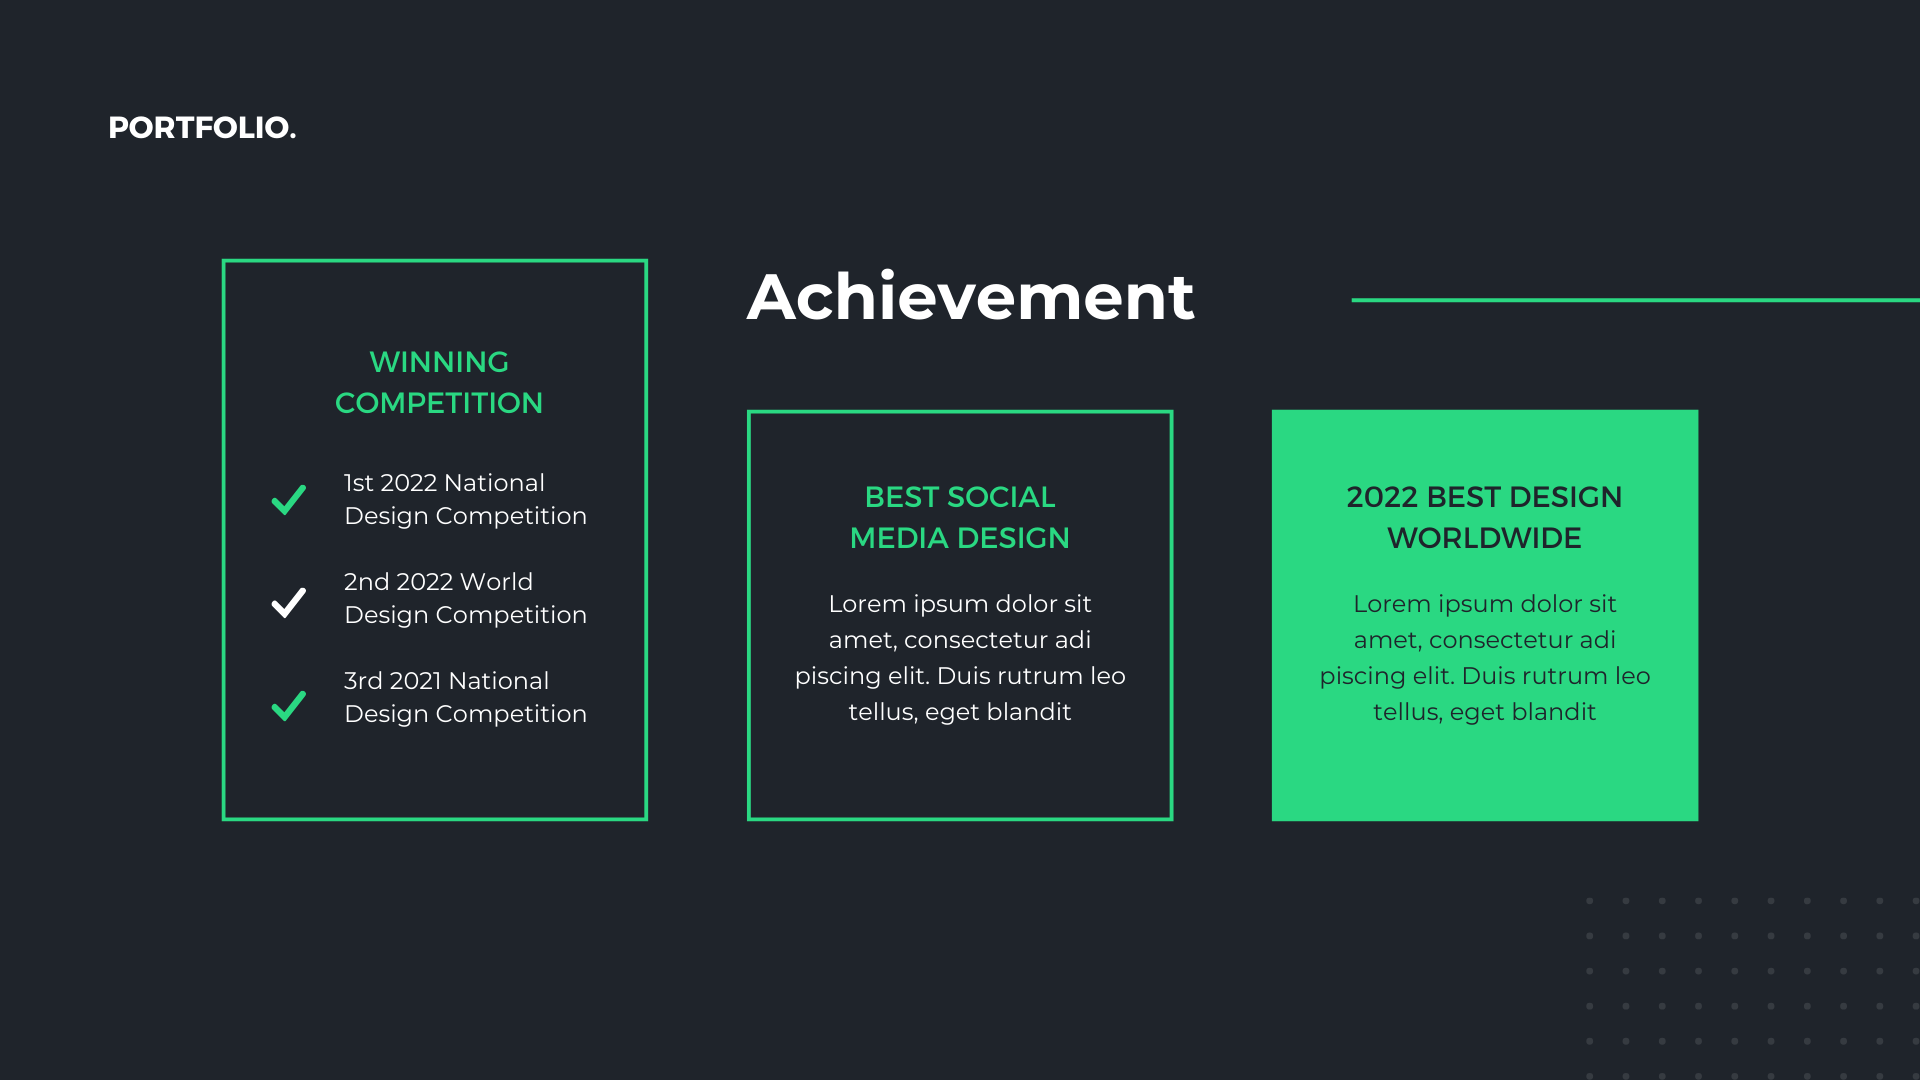 PORTFOLIO.
Achievement
WINNING
COMPETITION
1st 2022 National
Design Competition
2nd 2022 World
Design Competition
3rd 2021 National
Design Competition
BEST SOCIAL
MEDIA DESIGN
Lorem ipsum dolor sit
amet, consectetur adi
piscing elit. Duis rutrum leo
tellus, eget blandit
2022 BEST DESIGN
WORLDWIDE
Lorem ipsum dolor sit
amet, consectetur adi
piscing elit. Duis rutrum leo
tellus, eget blandit